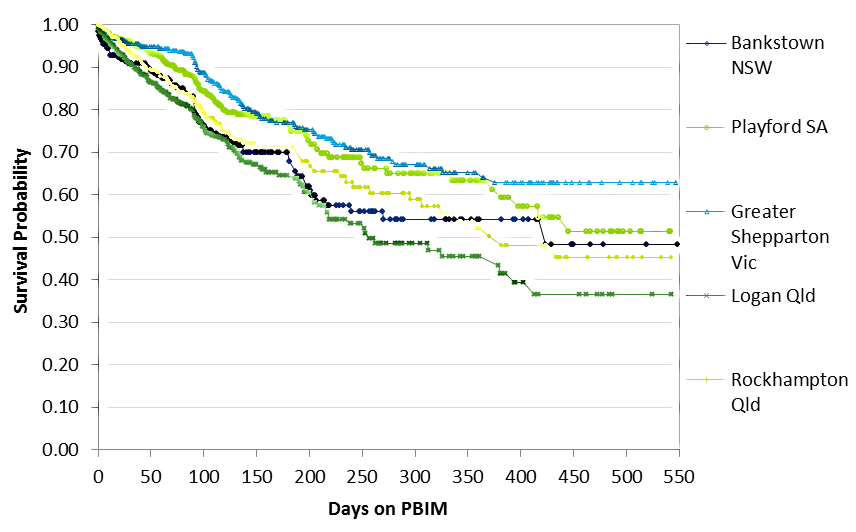 1.00
0.90
0.80
0.70
0.60
0.50
0.40
0.30
0.20
0.10
0.00
Survival Probability
0 50 100 150 200 250 300 350 400 450 500 550
Days on PBIM
Bankstown
NSW
Playford SA
Greater
Shepparton
Vic
Logan Qld
Rockhampton
Qld